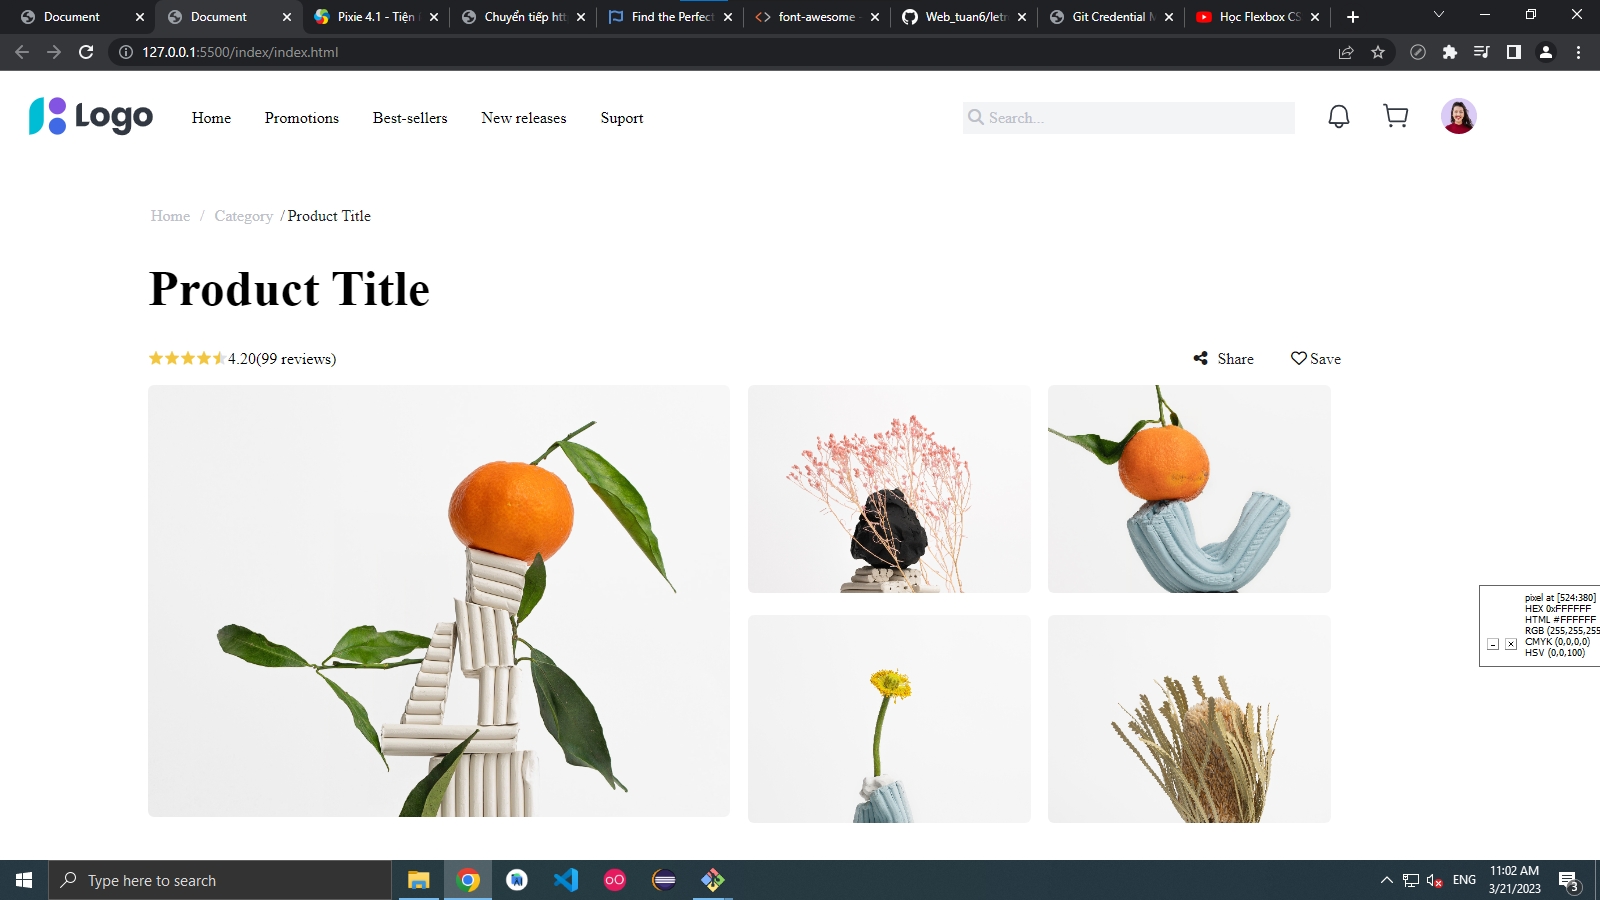 Document
Document
Pixie 4.1 - Tiện
Chuyển tiếp htt
Find the Perfect
font-awesome -
Web_tuan6/letr
Git Credential M
Học Flexbox CS
127.0.0.1:5500/index/index.html
Logo
Home
Promotions
Best-sellers
New releases
Suport
Search...
Home / Category / Product Title
Product Title
4.20(99 reviews)
Share
Save
pixel at [524:380]
HEX 0xFFFFFF
HTML #FFFFFF
RGB (255,255,255
CMYK (0,0,0,0)
HSV (0,0,100)
Type here to search
ENG
11:02 AM
3/21/2023
3